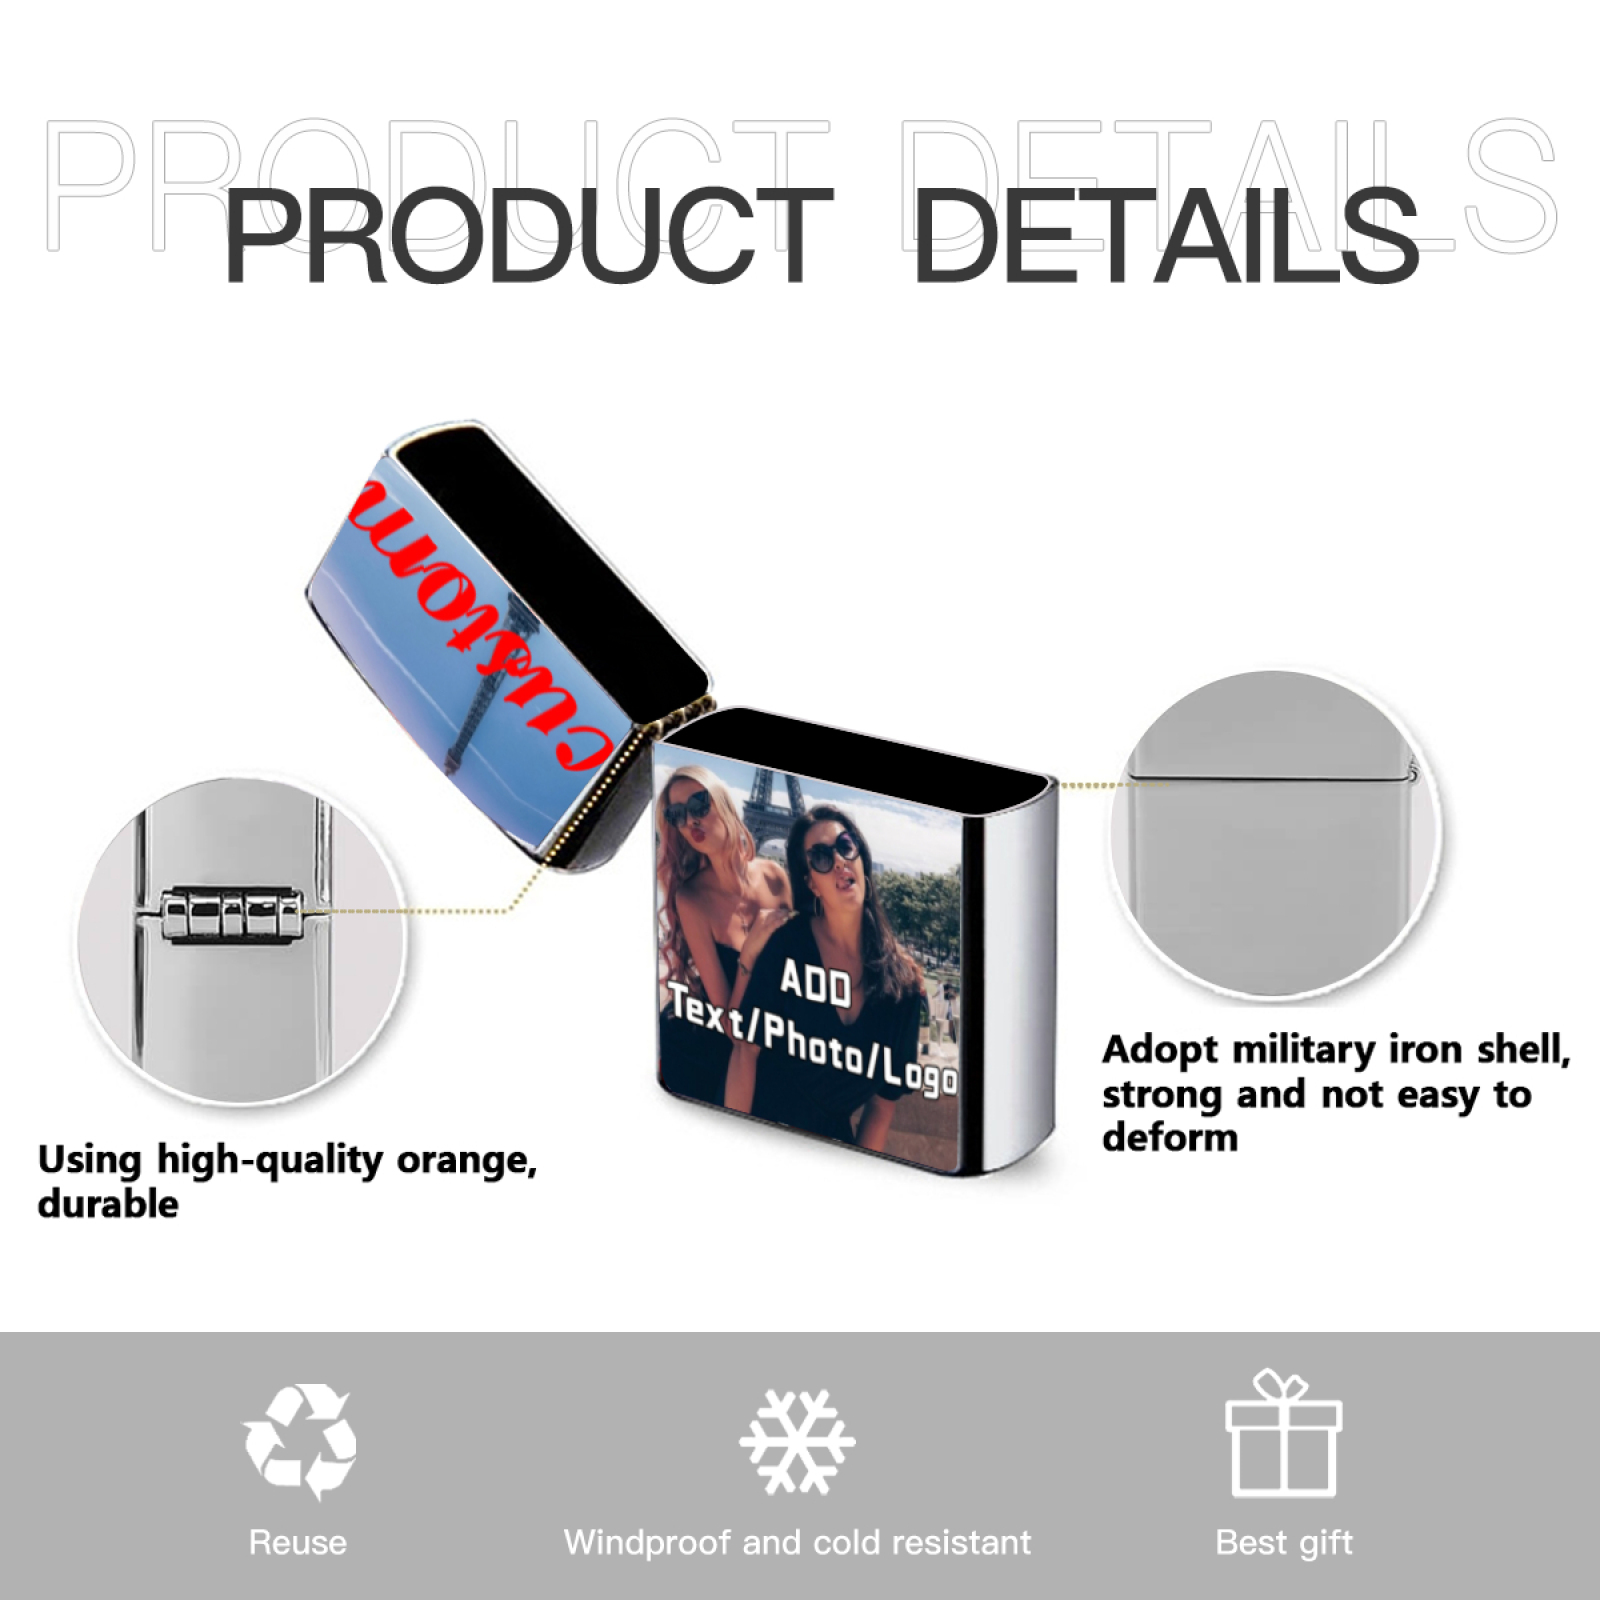 PRODUCT DETAILS
PRODUCT DETAILS
custom
ADD
Text/Photo/Logo
Adopt military iron shell,
strong and not easy to
deform
Using high-quality orange,
durable
Reuse
Windproof and cold resistant
Best gift